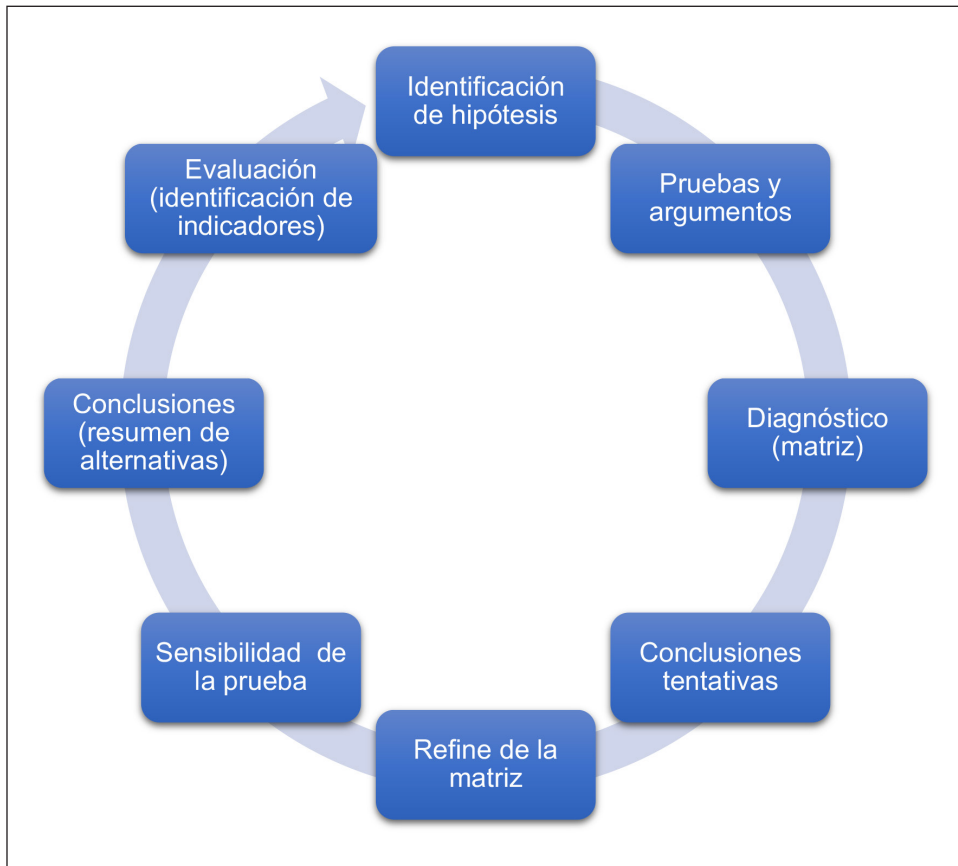 Identificación
de hipótesis
Pruebas y
argumentos
Diagnóstico
(matriz)
Conclusiones
tentativas
Refine de la
matriz
Sensibilidad de
la prueba
Conclusiones
(resumen de
alternativas)
Evaluación
(identificación de
indicadores)